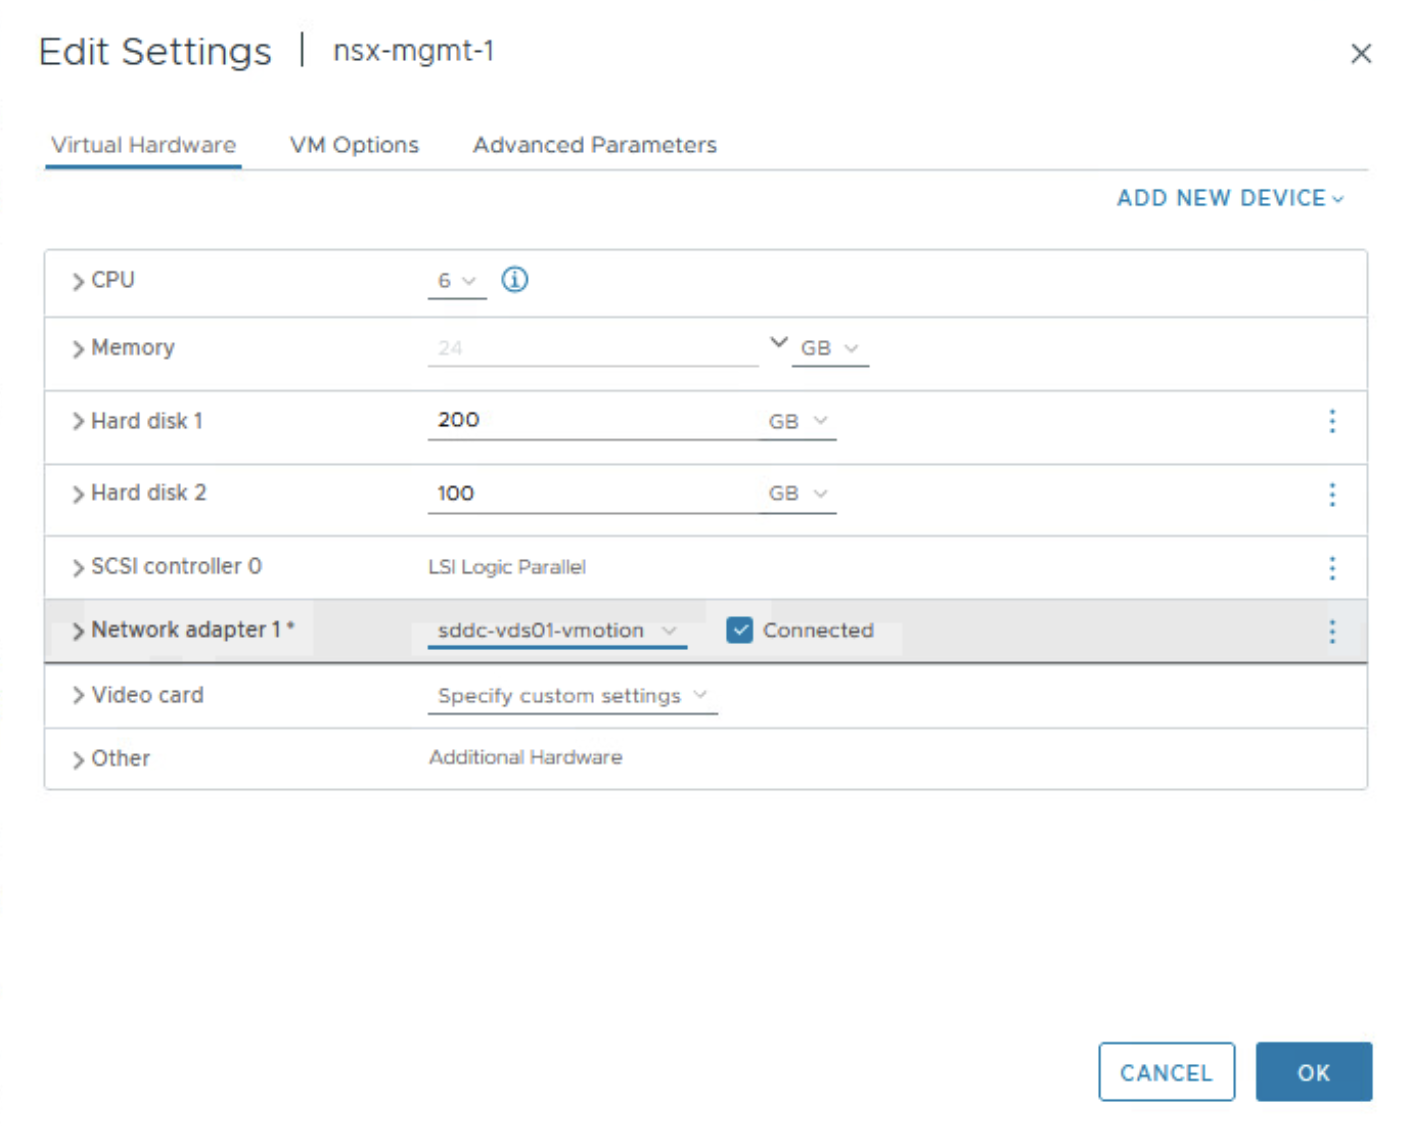 Edit Settings | nsx-mgmt-1
Virtual Hardware VM Options Advanced Parameters
ADD NEW DEVICE
CPU 6
Memory 24 GB
Hard disk 1 200 GB
Hard disk 2 100 GB
SCSI controller 0 LSI Logic Parallel
Network adapter 1 * sddc-vds01-vmotion Connected
Video card Specify custom settings
Other Additional Hardware
CANCEL OK